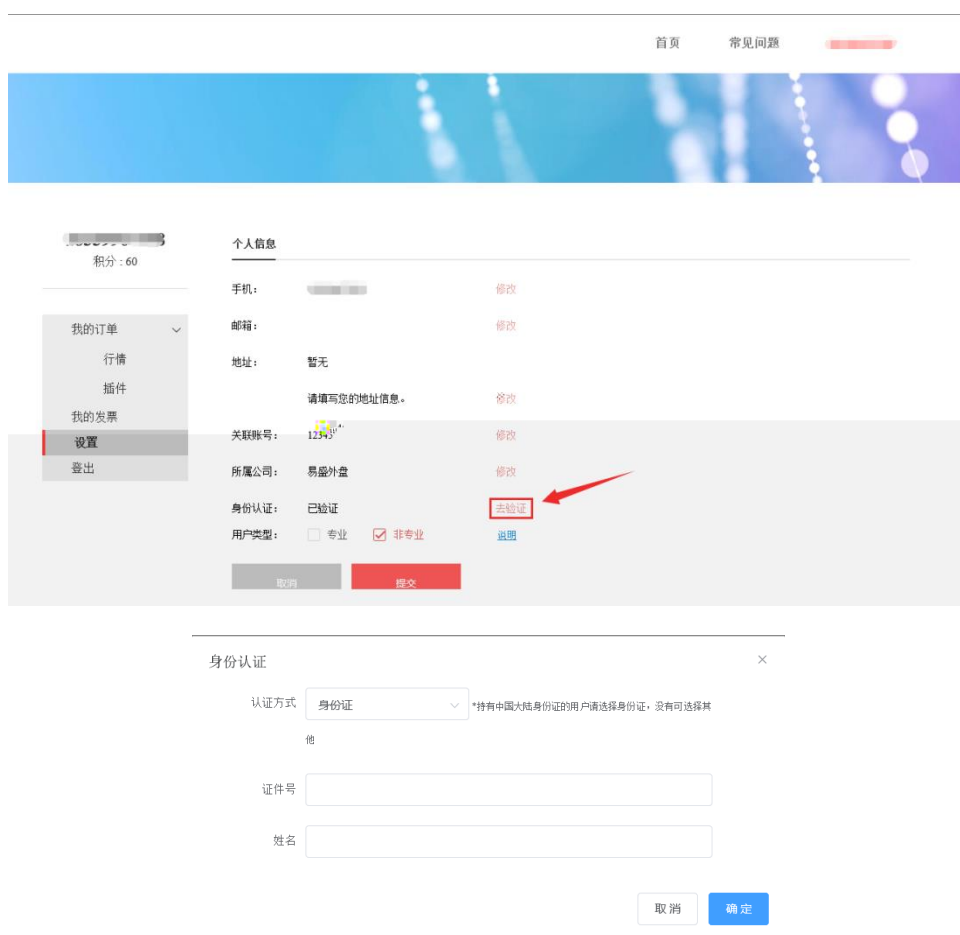 首页 常见问题
积分 : 60
我的订单
行情
插件
我的发票
设置
登出
个人信息
手机： 修改
邮箱： 修改
地址： 暂无
请填写您的地址信息。 修改
关联账号： 修改
所属公司： 易盛外盘 修改
身份认证： 已验证 去验证
用户类型： 专业 非专业 说明
取消 提交
身份认证
认证方式 身份证 *持有中国大陆身份证的用户请选择身份证，没有可选择其
他
证件号
姓名
取消 确定